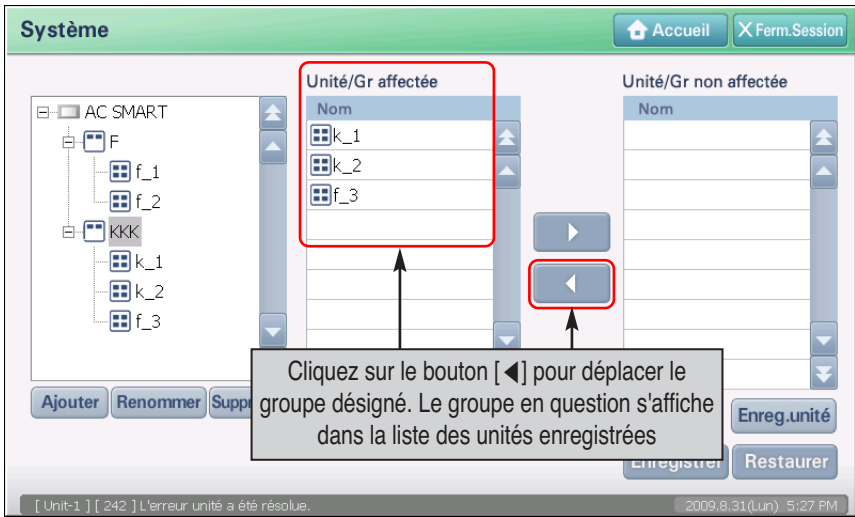 Système
Accueil
X Ferm.Session
Unité/Gr affectée
Unité/Gr non affectée
AC SMART
F
f_1
f_2
KKK
k_1
k_2
f_3
Nom
k_1
k_2
f_3
Nom
Cliquez sur le bouton [◀] pour déplacer le
groupe désigné. Le groupe en question s'affiche
dans la liste des unités enregistrées
Ajouter
Renommer
Enreg.unité
Enregistrer
Restaurer
[ Unit-1 ] [ 242 ] L'erreur unité a été résolue.
2009.8.31(Lun) 5:27 PM